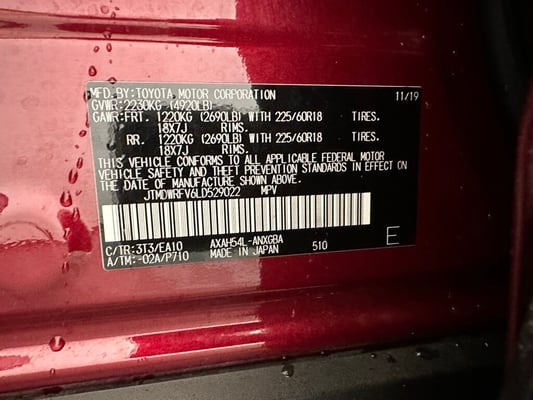 MFD. BY: TOYOTA MOTOR CORPORATION 11/19
GVWR: 2230KG (4920LB)
GAWR: FRT. 1220KG (2690LB) WITH 225/60R18 TIRES.
18X7J RIMS.
RR. 1220KG (2690LB) WITH 225/60R18 TIRES.
18X7J RIMS.
THIS VEHICLE CONFORMS TO ALL APPLICABLE FEDERAL MOTOR
VEHICLE SAFETY AND THEFT PREVENTION STANDARDS IN EFFECT ON
THE DATE OF MANUFACTURE SHOWN ABOVE.
JTMDWRFV6LD529022 MPV
C/TR: 3T3/EA10 AXAH54L-ANXGBA
A/TM: -02A/P710 MADE IN JAPAN 510 E